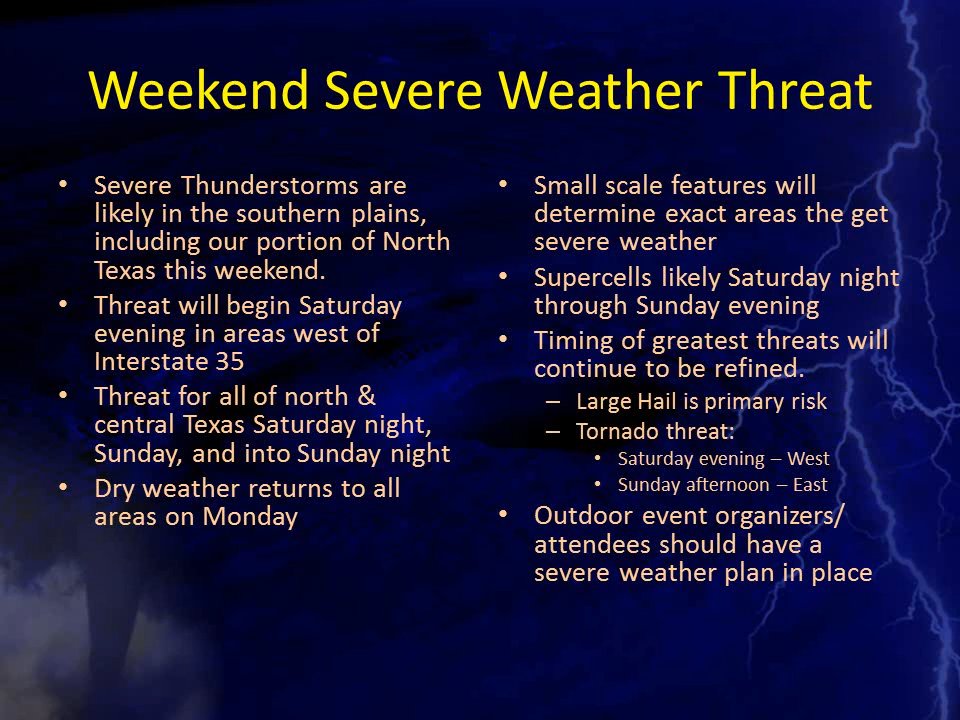 Weekend Severe Weather Threat
• Severe Thunderstorms are
likely in the southern plains,
including our portion of North
Texas this weekend.
• Threat will begin Saturday
evening in areas west of
Interstate 35
• Threat for all of north &
central Texas Saturday night,
Sunday, and into Sunday night
• Dry weather returns to all
areas on Monday
• Small scale features will
determine exact areas the get
severe weather
• Supercells likely Saturday night
through Sunday evening
• Timing of greatest threats will
continue to be refined.
– Large Hail is primary risk
– Tornado threat:
• Saturday evening – West
• Sunday afternoon – East
• Outdoor event organizers/
attendees should have a
severe weather plan in place